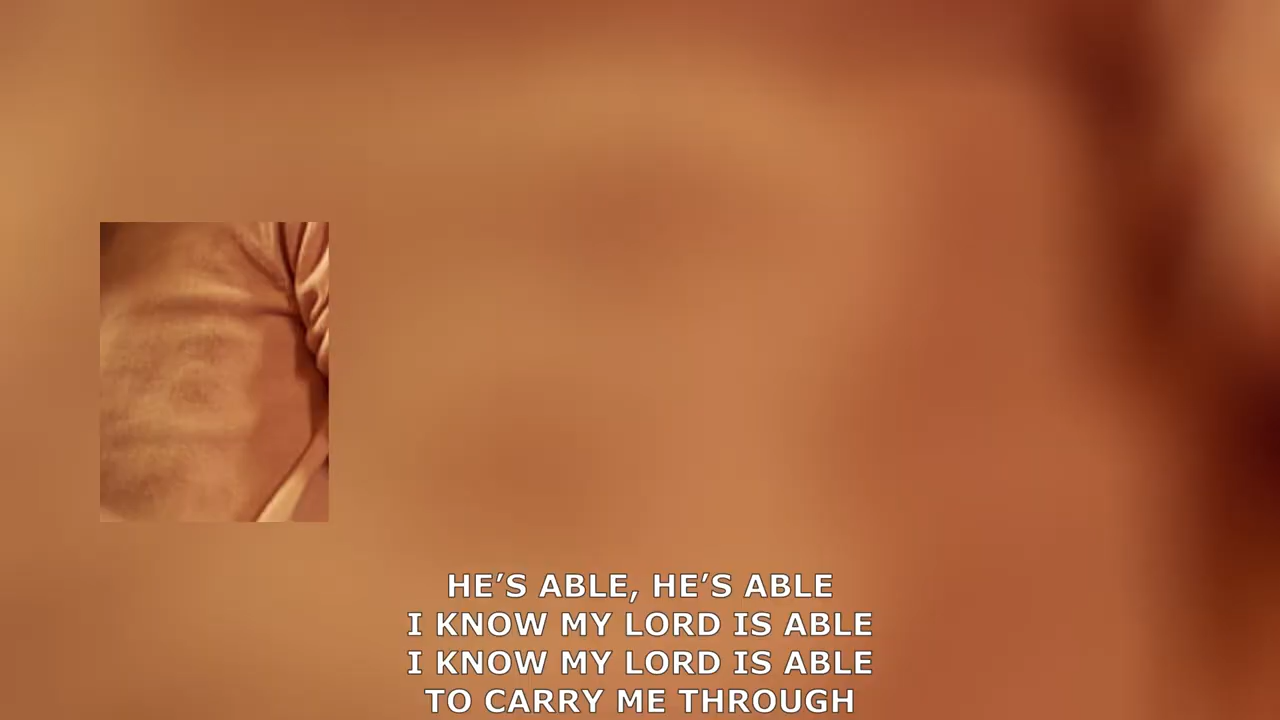 HE’S ABLE, HE’S ABLE
I KNOW MY LORD IS ABLE
I KNOW MY LORD IS ABLE
TO CARRY ME THROUGH